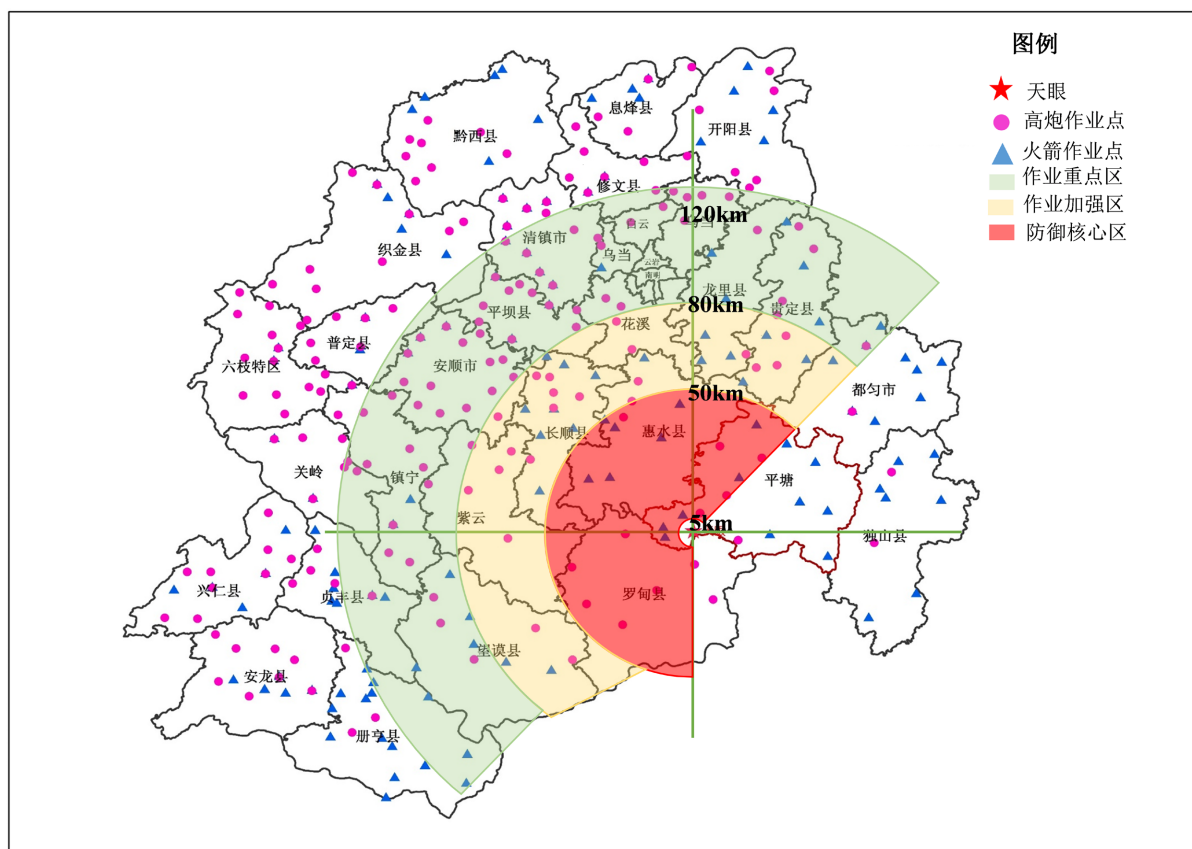 图例
天眼
高炮作业点
火箭作业点
作业重点区
作业加强区
防御核心区
息烽县
开阳县
黔西县
修文县
120km
白云
乌当
清镇市
织金县
乌当
云岩
南明
龙里县
80km
贵定县
平坝县
花溪
普定县
六枝特区
安顺市
50km
都匀市
长顺县
惠水县
关岭
镇宁
平塘
紫云
5km
独山县
兴仁县
贞丰县
罗甸县
望谟县
安龙县
册亨县